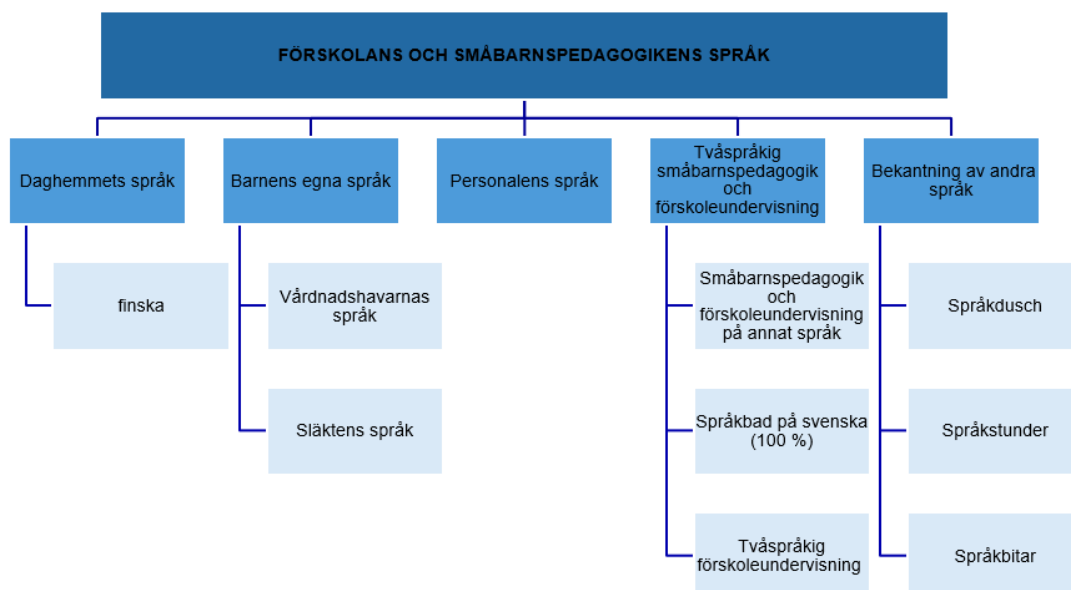 FÖRSKOLANS OCH SMÅBARNSPEDAGOGIKENS SPRÅK
Daghemmets språk
finska
Barnens egna språk
Vårdnadshavarnas
språk
Släktens språk
Personalens språk
Tvåspråkig
småbarnspedagogik
och
förskoleundervisning
Småbarnspedagogik
och
förskoleundervisning
på annat språk
Språkbad på svenska
(100 %)
Tvåspråkig
förskoleundervisning
Bekantning av andra
språk
Språkdusch
Språkstunder
Språkbitar